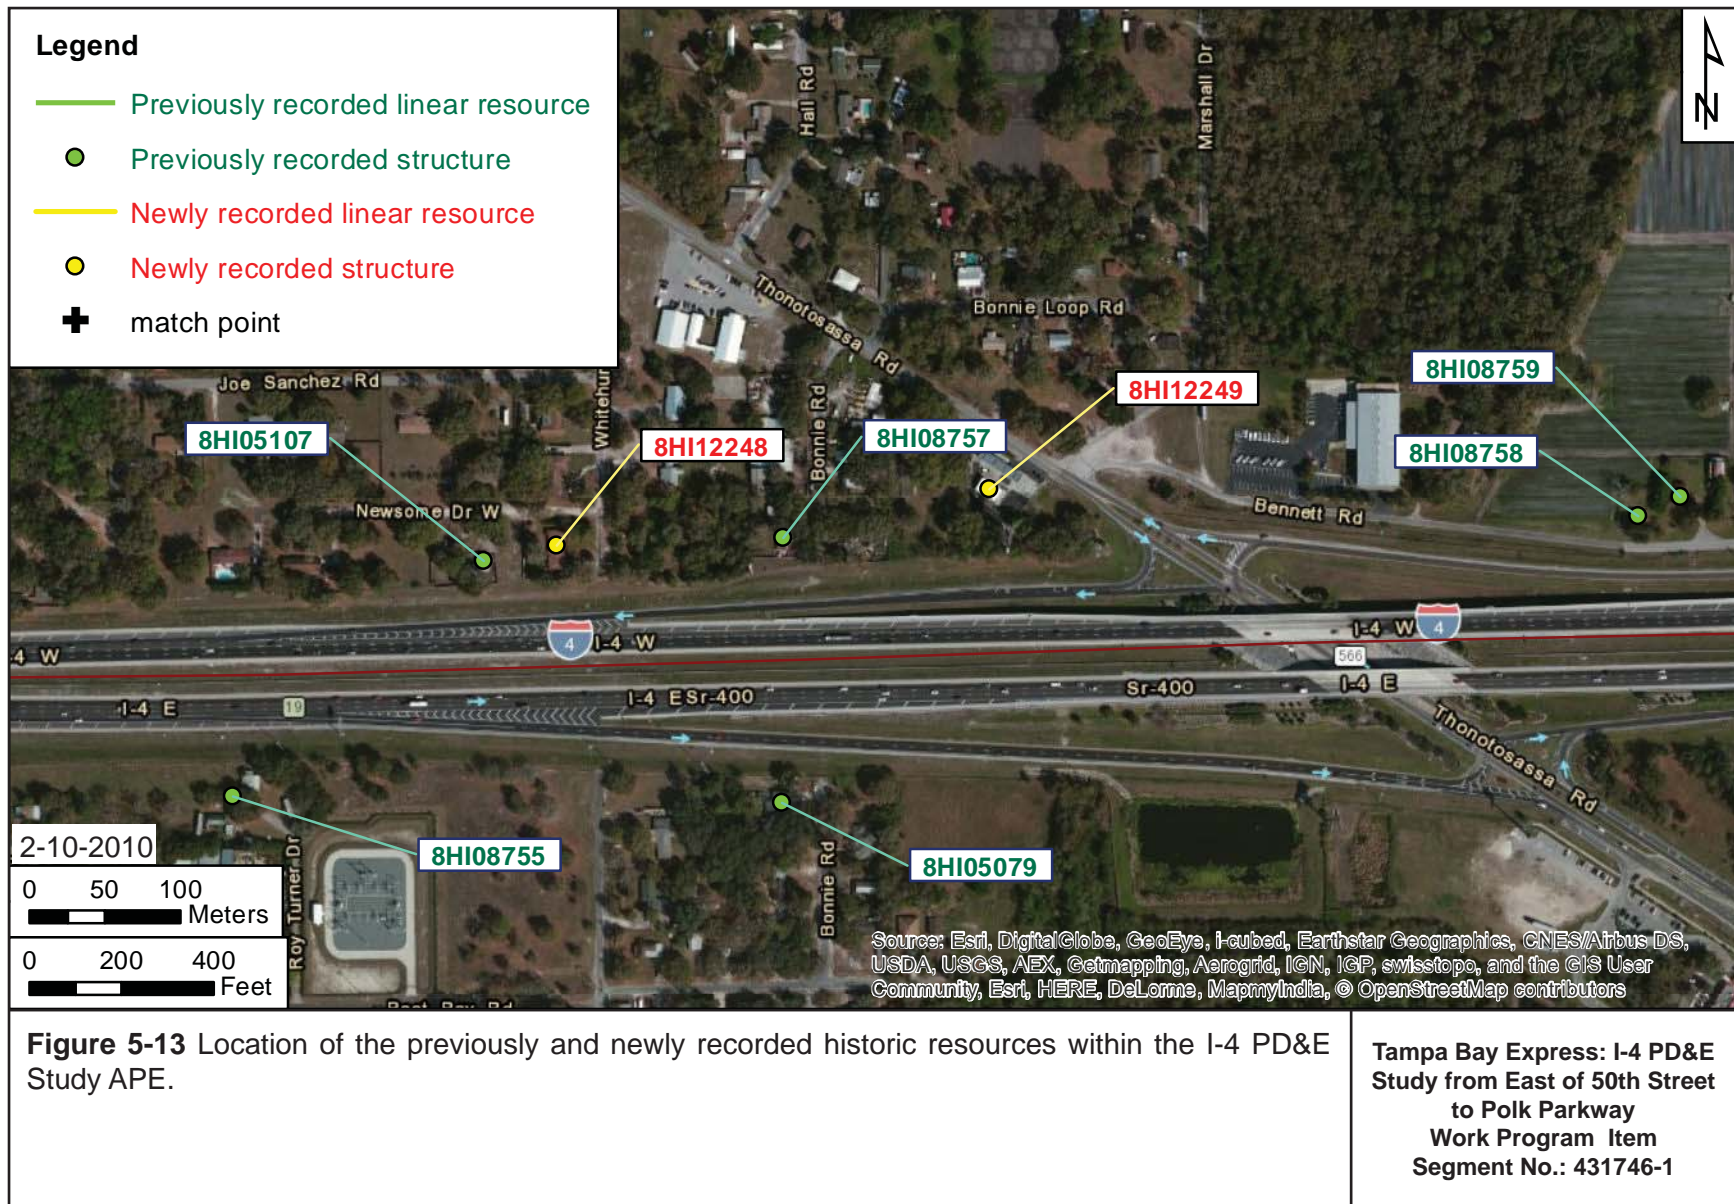 Legend
Previously recorded linear resource
Previously recorded structure
Newly recorded linear resource
Newly recorded structure
match point
N
Hall Rd
Marshall Dr
Thonotosassa Rd
Bonnie Loop Rd
Joe Sanchez Rd
Whitehur
Bonnie Rd
8HI12249
8HI08759
8HI05107
8HI12248
8HI08757
8HI08758
Newsome Dr W
Bennett Rd
4 W
4
I-4 W
I-4 W
4
566
I-4 E
19
I-4 E
Sr-400
Sr-400
I-4 E
Thonotosassa Rd
8HI08755
8HI05079
Roy Turner Dr
Bonnie Rd
2-10-2010
0 50 100
Meters
0 200 400
Feet
Source: Esri, DigitalGlobe, GeoEye, i-cubed, Earthstar Geographics, CNES/Airbus DS,
USDA, USGS, AEX, Getmapping, Aerogrid, IGN, IGP, swisstopo, and the GIS User
Community, Esri, HERE, DeLorme, MapmyIndia, © OpenStreetMap contributors
Figure 5-13 Location of the previously and newly recorded historic resources within the I-4 PD&E
Study APE.
Tampa Bay Express: I-4 PD&E
Study from East of 50th Street
to Polk Parkway
Work Program Item
Segment No.: 431746-1